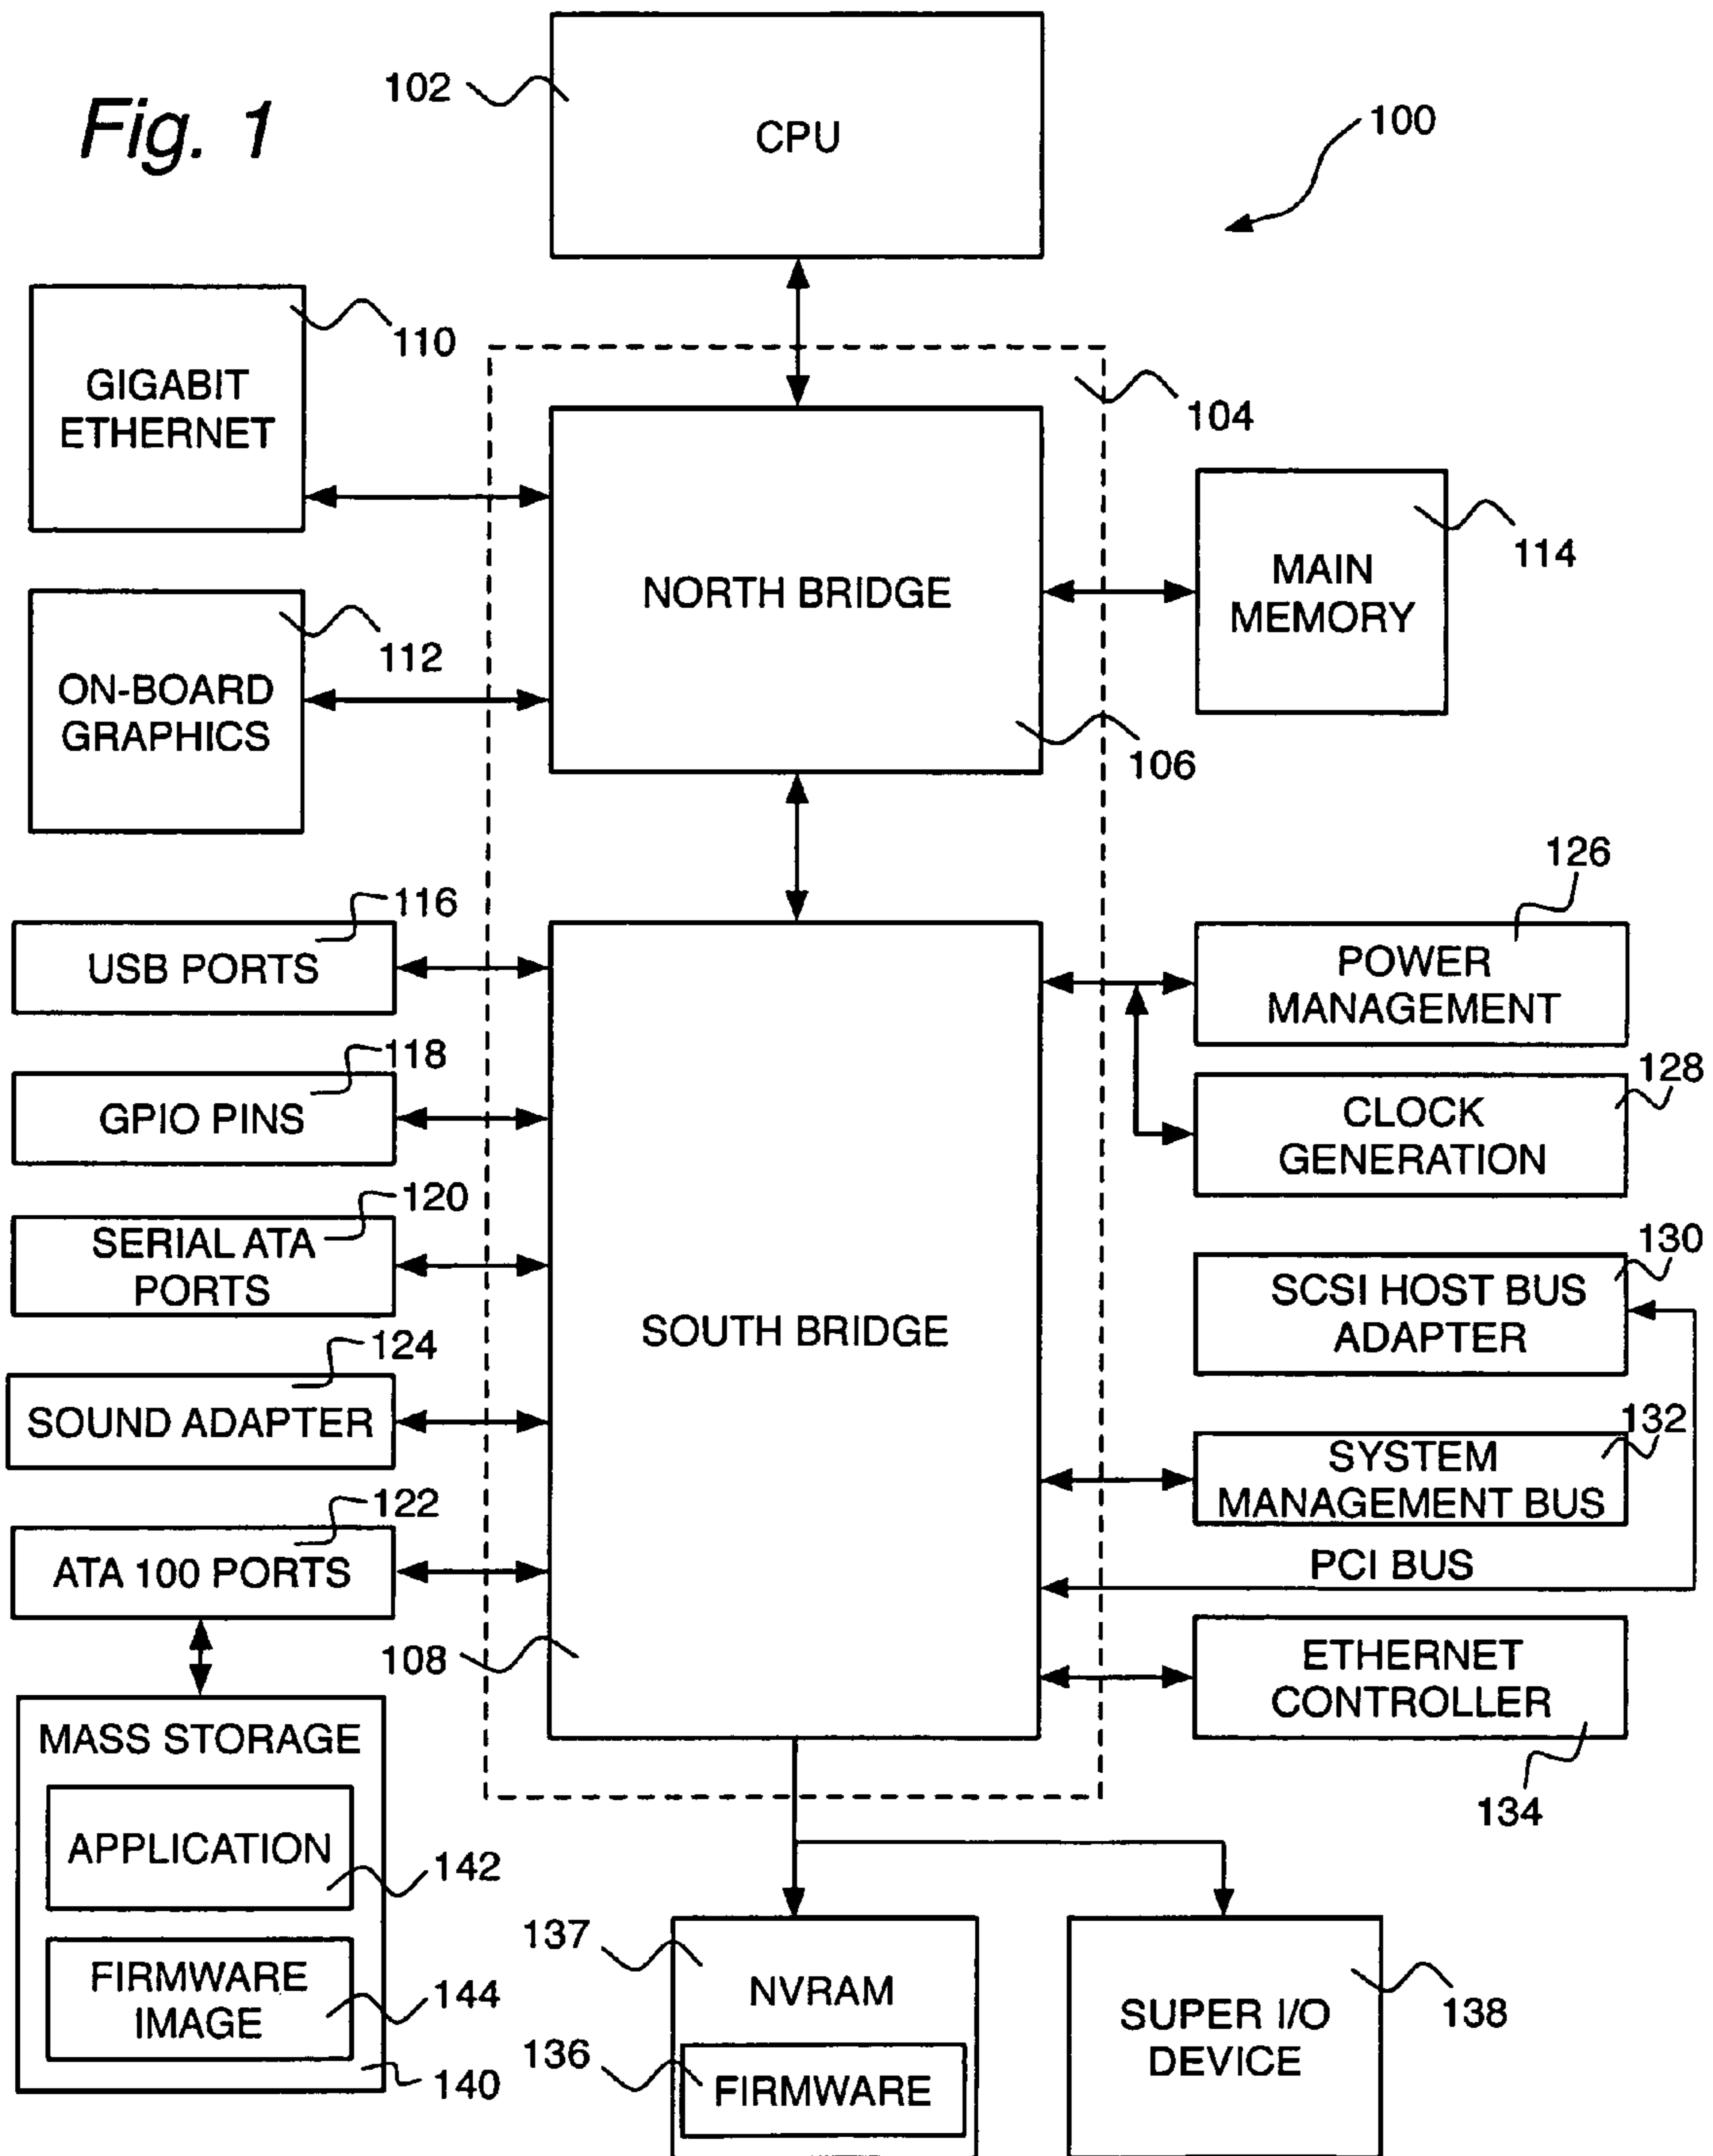 Fig. 1
102
CPU
100
110
GIGABIT
ETHERNET
104
NORTH BRIDGE
MAIN
MEMORY
114
112
ON-BOARD
GRAPHICS
106
116
USB PORTS
126
POWER
MANAGEMENT
118
GPIO PINS
128
CLOCK
GENERATION
120
SERIAL ATA
PORTS
SOUTH BRIDGE
130
SCSI HOST BUS
ADAPTER
124
SOUND ADAPTER
132
SYSTEM
MANAGEMENT BUS
122
ATA 100 PORTS
PCI BUS
108
ETHERNET
CONTROLLER
134
MASS STORAGE
APPLICATION
142
FIRMWARE
IMAGE
144
140
137
NVRAM
136
FIRMWARE
SUPER I/O
DEVICE
138